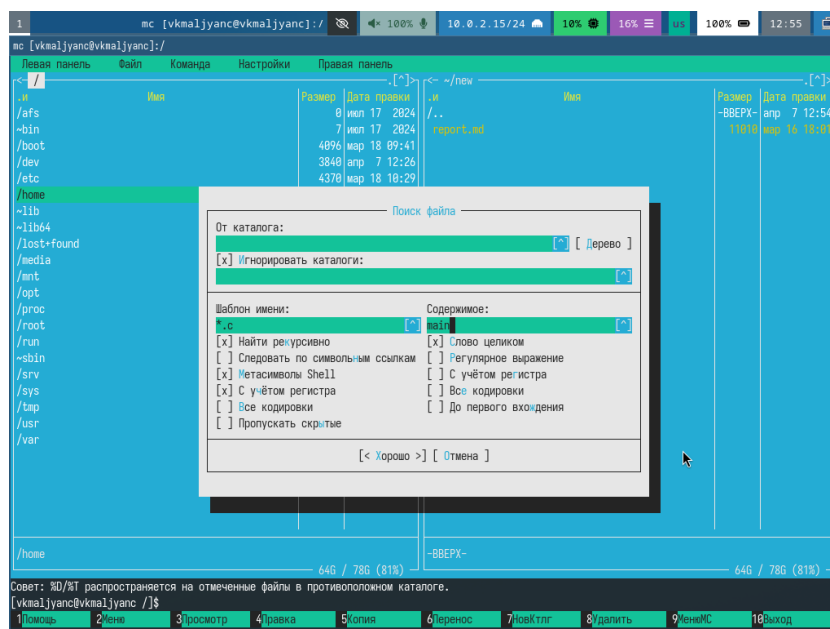 1 mc [vkmaljyanc@vkmaljyanc]:/ 100% 10.0.2.15/24 10% 16% us 100% 12:55
mc [vkmaljyanc@vkmaljyanc]:/
Левая панель Файл Команда Настройки Правая панель
<- / .[^]>
.и Имя Размер Дата правки
/afs 0 июл 17 2024
~bin 7 июл 17 2024
/boot 4096 мар 18 09:41
/dev 3840 апр 7 12:26
/etc 4370 мар 18 10:29
/home
~lib
~lib64
/lost+found
/media
/mnt
/opt
/proc
/root
/run
~sbin
/srv
/sys
/tmp
/usr
/var
/home
64G / 78G (81%)
<- ~/new .[^]>
.и Имя Размер Дата правки
/.. -ВВЕРХ- апр 7 12:54
report.md 11010 мар 16 18:01
-ВВЕРХ-
64G / 78G (81%)
Поиск файла
От каталога:
[^] [ Дерево ]
[x] Игнорировать каталоги:
[^]
Шаблон имени:
*.c [^]
[x] Найти рекурсивно
[ ] Следовать по символьным ссылкам
[x] Метасимволы Shell
[x] С учётом регистра
[ ] Все кодировки
[ ] Пропускать скрытые
Содержимое:
main [^]
[x] Слово целиком
[ ] Регулярное выражение
[ ] С учётом регистра
[ ] Все кодировки
[ ] До первого вхождения
[< Хорошо >] [ Отмена ]
Совет: %D/%T распространяется на отмеченные файлы в противоположном каталоге.
[vkmaljyanc@vkmaljyanc /]$
1Помощь 2Меню 3Просмотр 4Правка 5Копия 6Перенос 7НовКтлг 8Удалить 9МенюМС 10Выход